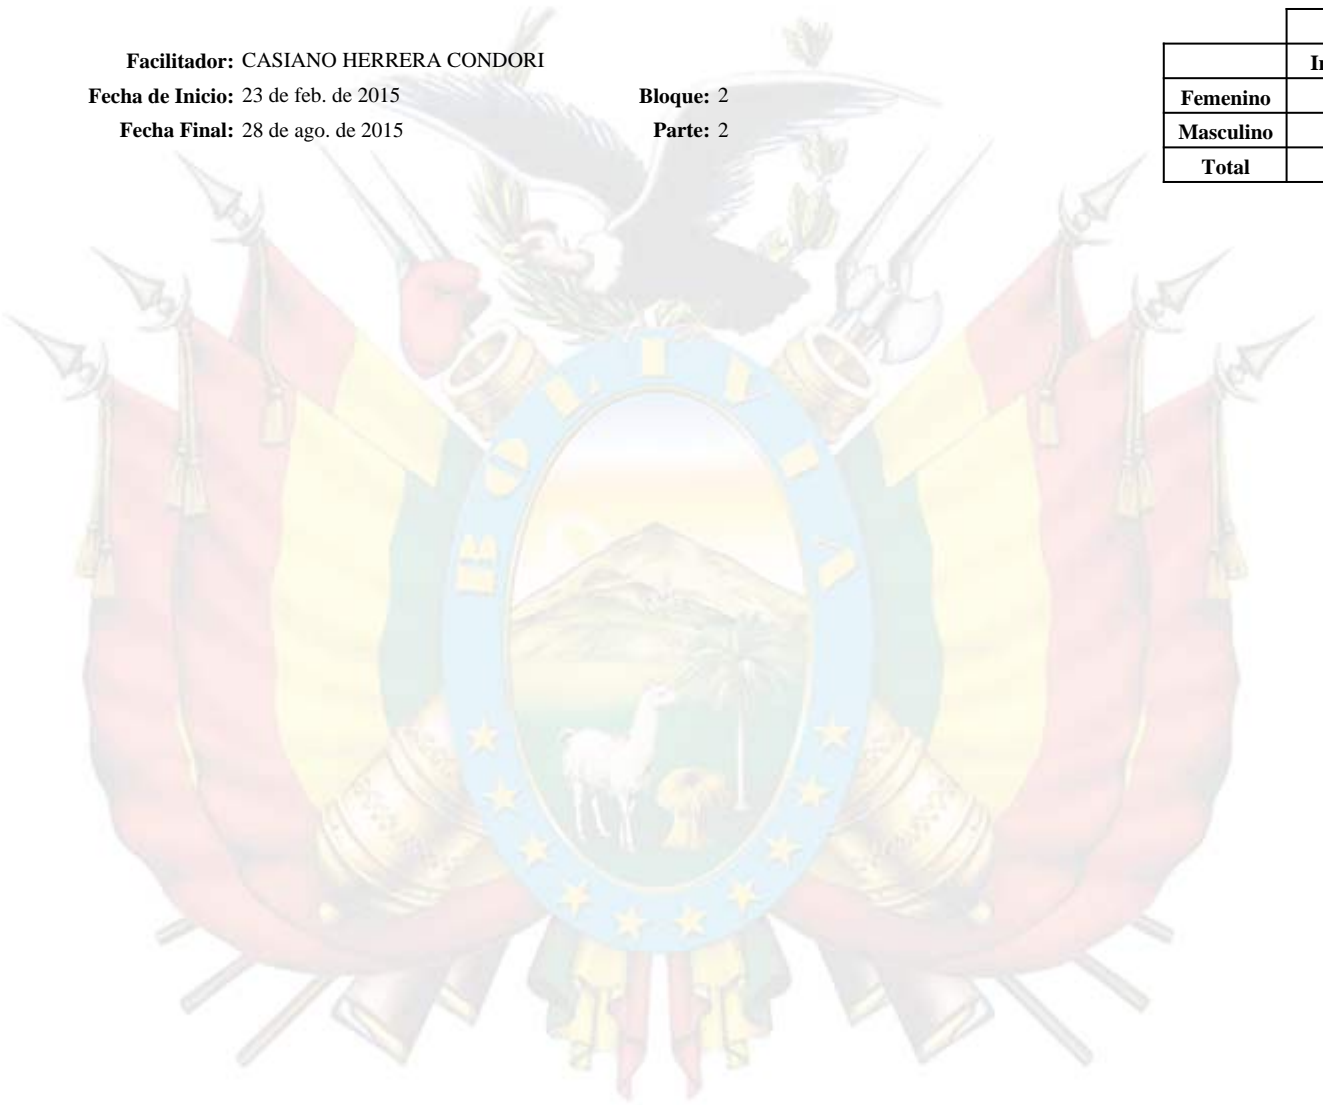 Facilitador: CASIANO HERRERA CONDORI
Fecha de Inicio: 23 de feb. de 2015 Bloque: 2
Fecha Final: 28 de ago. de 2015 Parte: 2
Femenino
Masculino
Total
BOLIVIA